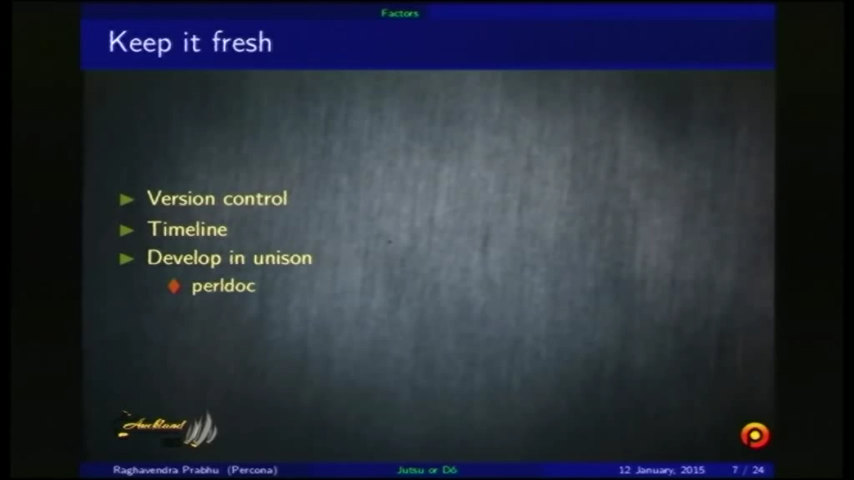 Factors
Keep it fresh
Version control
Timeline
Develop in unison
perldoc
Auckland
Raghavendra Prabhu (Percona)
Jutsu or Dō
12 January, 2015
7 / 24